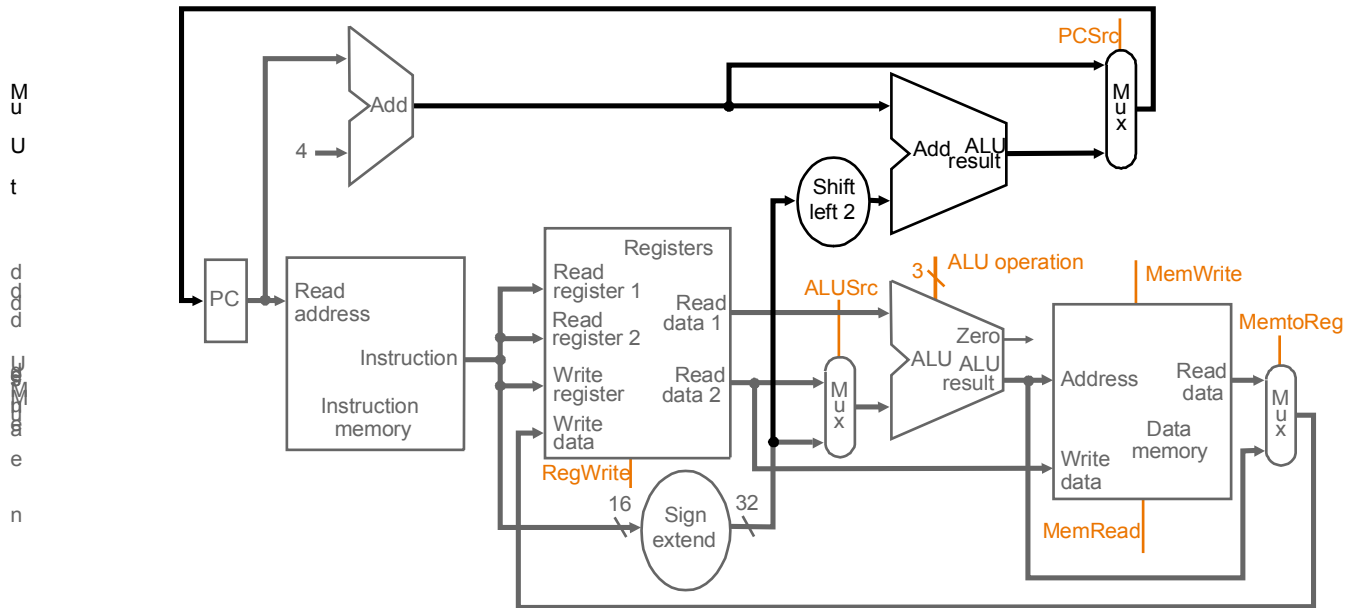 PCSrc
M
u
x
Add
4
Add
ALU
result
Shift
left 2
PC
Read
address
Instruction
Instruction
memory
Registers
Read
register 1
Read
register 2
Write
register
Write
data
Read
data 1
Read
data 2
RegWrite
16
Sign
extend
32
ALUSrc
M
u
x
3
ALU operation
Zero
ALU
ALU
result
MemWrite
Address
Read
data
Write
data
Data
memory
MemRead
MemtoReg
M
u
x
M
u
U
t
d
d
d
d
e
n